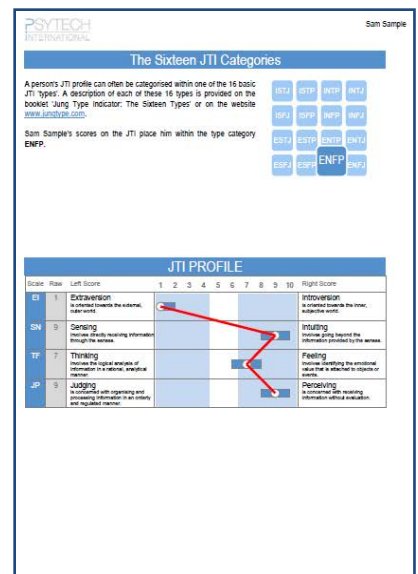 PSYTECH
INTERNATIONAL
Sam Sample
The Sixteen JTI Categories
A person's JTI profile can often be categorised within one of the 16 basic
JTI 'types'. A description of each of these 16 types is provided on the
booklet 'Jung Type Indicator: The Sixteen Types' or on the website
www.jungtype.com.
Sam Sample's scores on the JTI place him within the type category
ENFP.
ISTJ ISTP INTP INTJ
ISFJ ISFP INFP INFJ
ESTJ ESTP ENTP ENTJ
ESFJ ESFP ENFP ENFJ
JTI PROFILE
Scale Raw Left Score 1 2 3 4 5 6 7 8 9 10 Right Score
EI 1 Extraversion Introversion
is oriented towards the external, is oriented towards the inner,
outer world. subjective world.
SN 9 Sensing Intuiting
involves directly receiving information involves going beyond the
through the senses. information provided by the senses.
TF 7 Thinking Feeling
involves the logical analysis of involves identifying the emotional
information in a rational, analytical value that is attached to objects or
manner. events.
JP 9 Judging Perceiving
is concerned with organising and is concerned with receiving
processing information in an orderly information without evaluation.
and regulated manner.